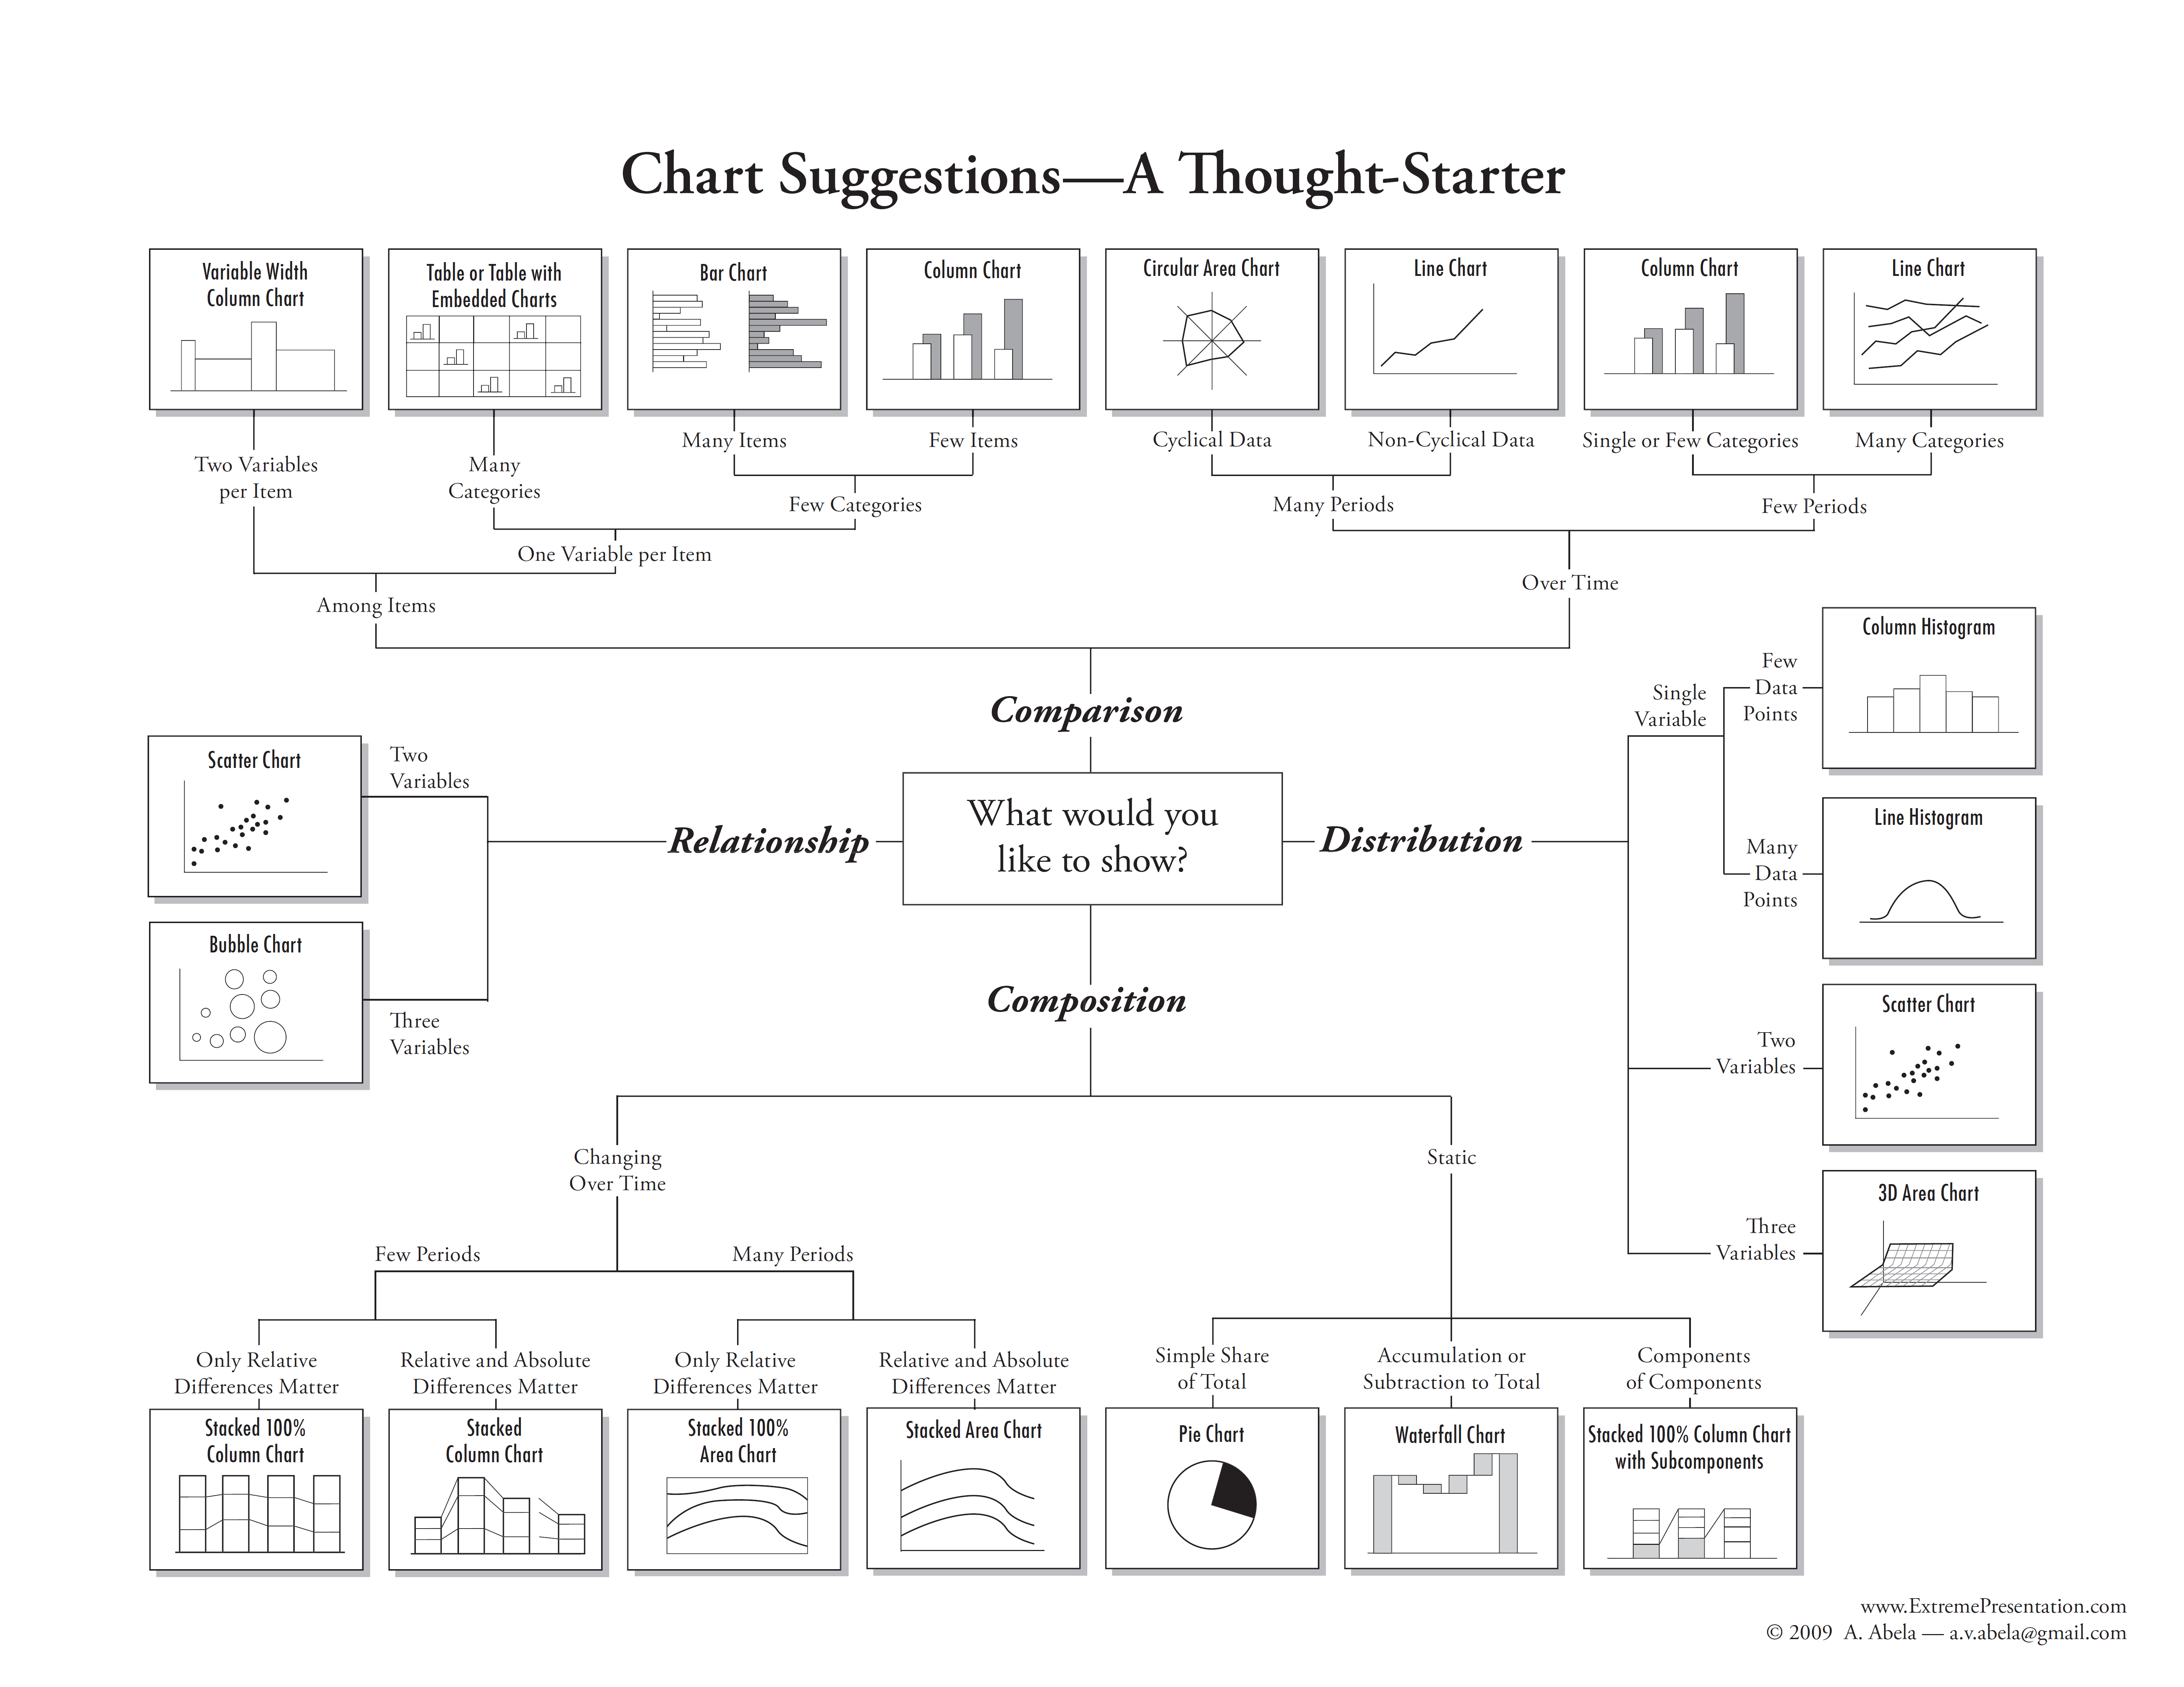 Chart Suggestions—A Thought-Starter
Variable Width
Column Chart
Table or Table with
Embedded Charts
Bar Chart
Column Chart
Circular Area Chart
Line Chart
Column Chart
Line Chart
Two Variables
per Item
Many
Categories
Many Items
Few Items
Cyclical Data
Non-Cyclical Data
Single or Few Categories
Many Categories
Few Categories
Many Periods
Few Periods
One Variable per Item
Over Time
Among Items
Comparison
What would you
like to show?
Relationship
Two
Variables
Scatter Chart
Three
Variables
Bubble Chart
Distribution
Single
Variable
Few
Data
Points
Column Histogram
Many
Data
Points
Line Histogram
Two
Variables
Scatter Chart
Three
Variables
3D Area Chart
Composition
Changing
Over Time
Static
Few Periods
Many Periods
Only Relative
Differences Matter
Relative and Absolute
Differences Matter
Only Relative
Differences Matter
Relative and Absolute
Differences Matter
Simple Share
of Total
Accumulation or
Subtraction to Total
Components
of Components
Stacked 100%
Column Chart
Stacked
Column Chart
Stacked 100%
Area Chart
Stacked Area Chart
Pie Chart
Waterfall Chart
Stacked 100% Column Chart
with Subcomponents
www.ExtremePresentation.com
© 2009 A. Abela — a.v.abela@gmail.com